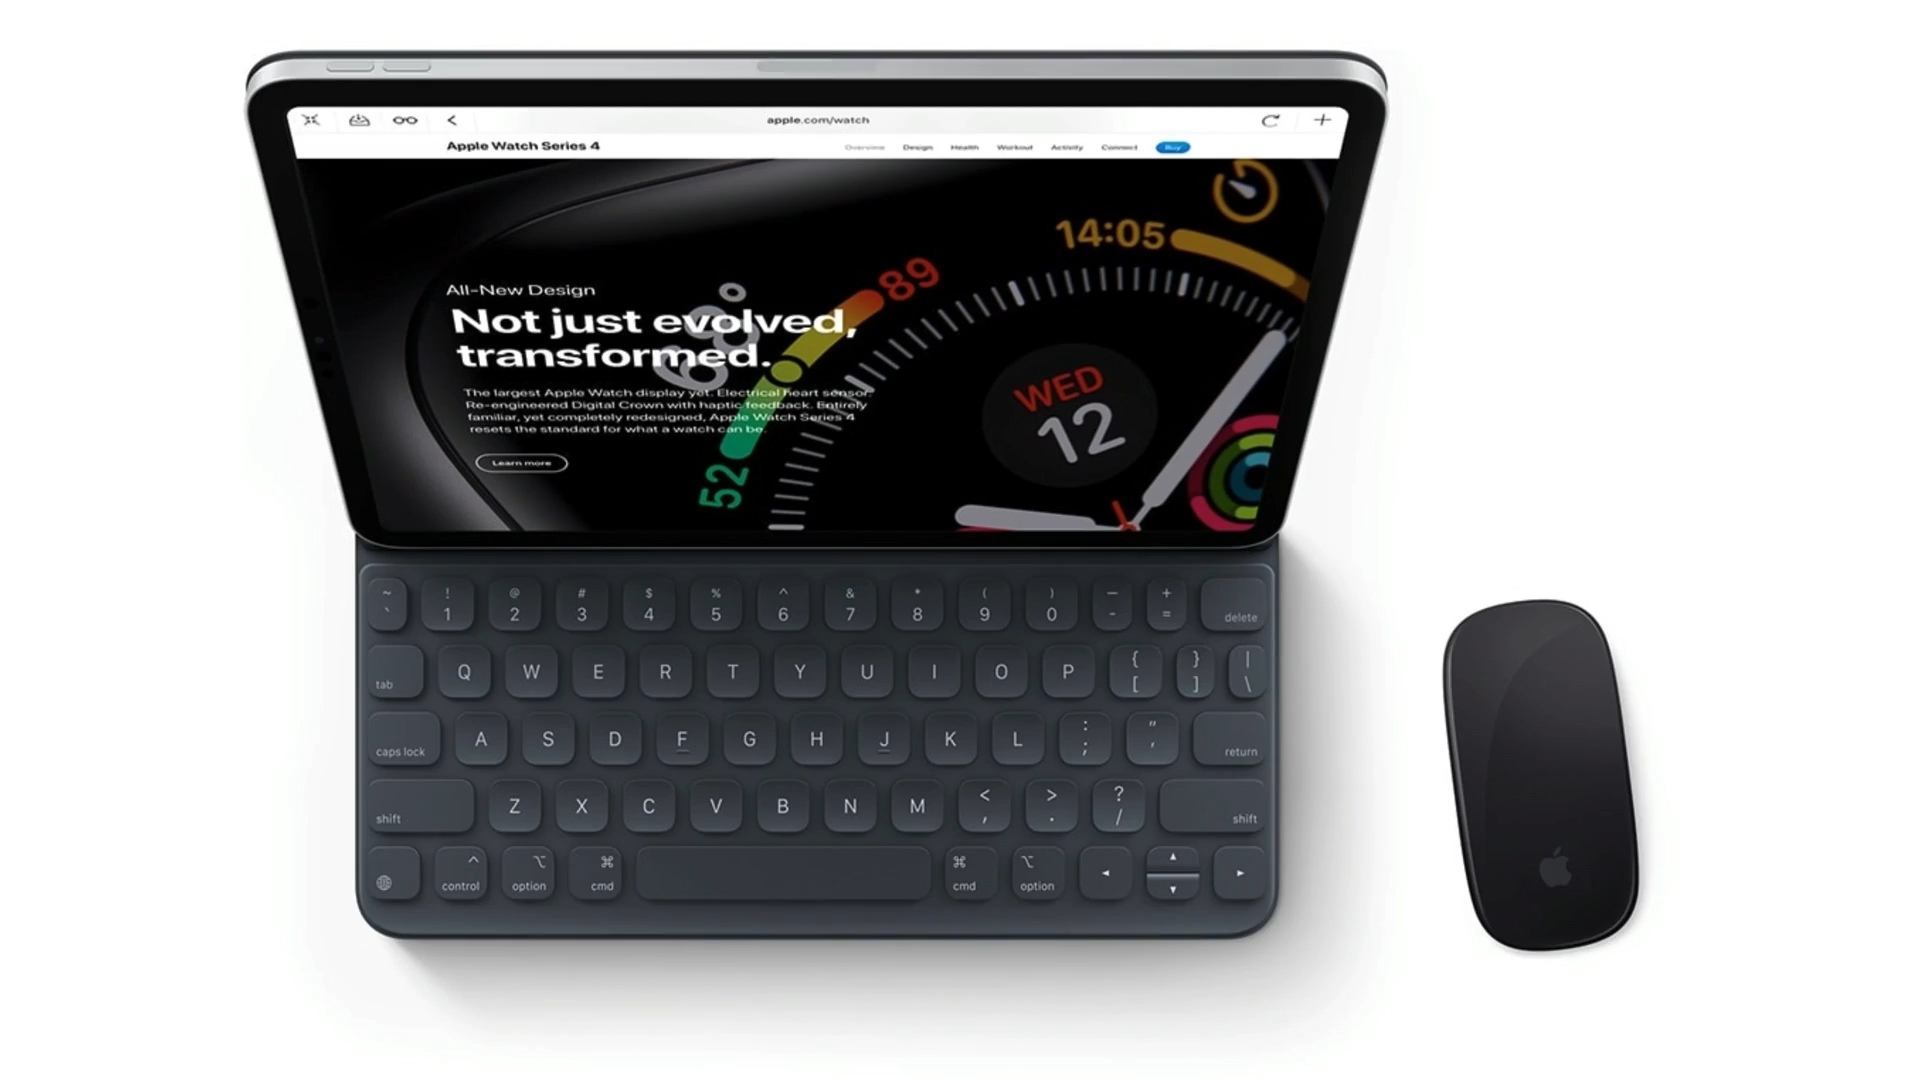 apple.com/watch
Apple Watch Series 4
Overview Design Health Workout Activity Connect Buy
14:05
89
68°
All-New Design
Not just evolved,
transformed.
WED
12
The largest Apple Watch display yet. Electrical heart sensor.
Re-engineered Digital Crown with haptic feedback. Entirely
familiar, yet completely redesigned, Apple Watch Series 4
resets the standard for what a watch can be.
Learn more
52
~ ! @ # $ % ^ & * ( ) — +
` 1 2 3 4 5 6 7 8 9 0 - = delete
tab Q W E R T Y U I O P { [ } ] | \
caps lock A S D F G H J K L : ; " ' return
shift Z X C V B N M < , > . ? / shift
^ ⌥ ⌘ ⌘ ⌥ ▲
control option cmd cmd option ◄ ▼ ►